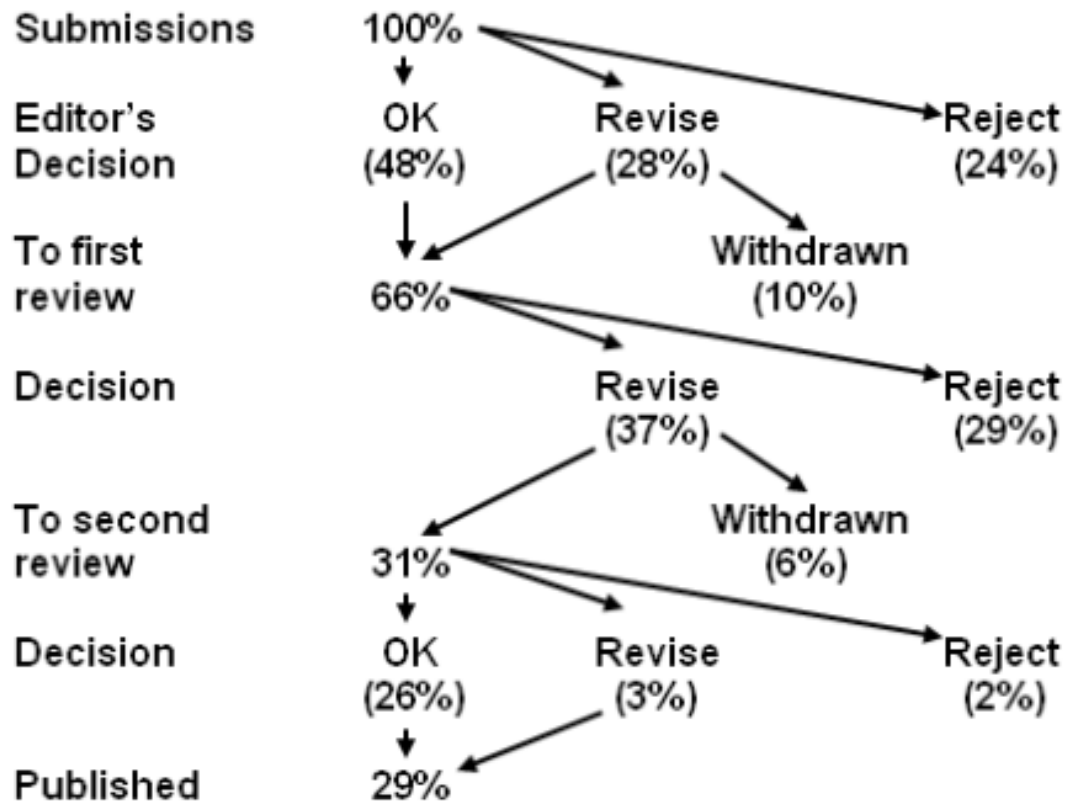 Submissions 100%
Editor's OK Revise Reject
Decision (48%) (28%) (24%)
To first Withdrawn
review 66% (10%)
Decision Revise Reject
(37%) (29%)
To second Withdrawn
review 31% (6%)
Decision OK Revise Reject
(26%) (3%) (2%)
Published 29%